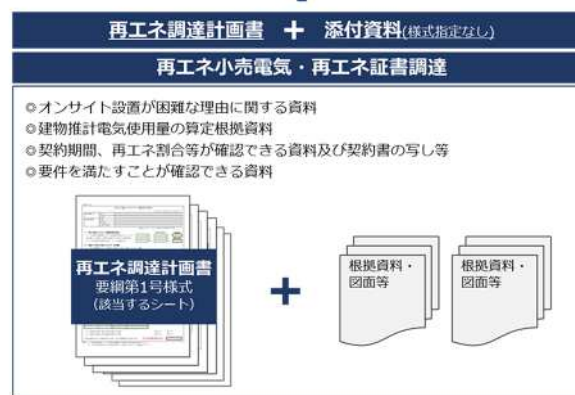 再エネ調達計画書 ＋ 添付資料(様式指定なし)
再エネ小売電気・再エネ証書調達
◎オンサイト設置が困難な理由に関する資料
◎建物推計電気使用量の算定根拠資料
◎契約期間、再エネ割合等が確認できる資料及び契約書の写し等
◎要件を満たすことが確認できる資料
再エネ調達計画書
要綱第1号様式
（該当するシート）
＋
根拠資料・
図面等
根拠資料・
図面等